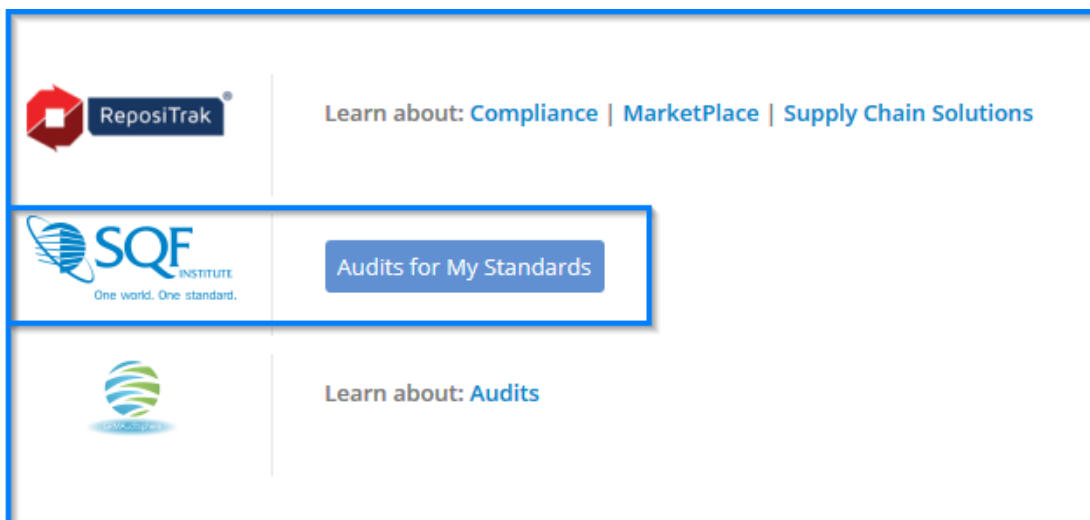 ReposiTrak®
Learn about: Compliance | MarketPlace | Supply Chain Solutions
SQF
INSTITUTE
One world. One standard.
Audits for My Standards
Learn about: Audits